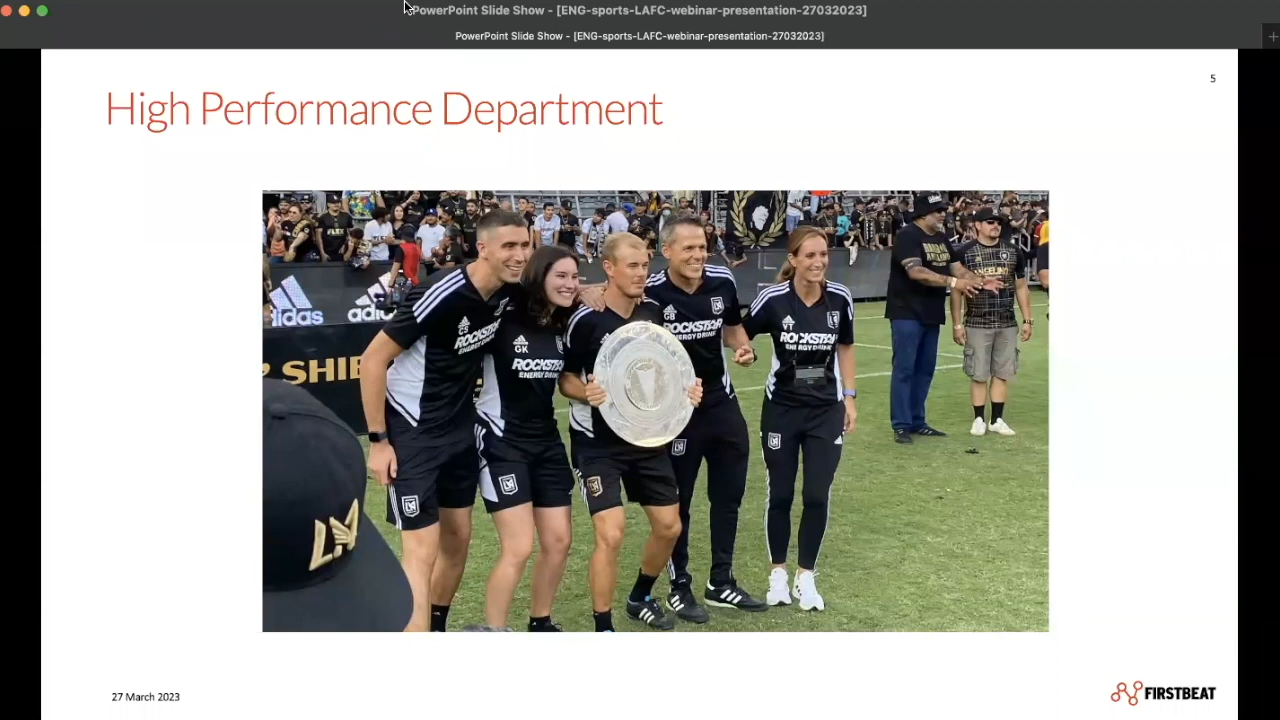 PowerPoint Slide Show - [ENG-sports-LAFC-webinar-presentation-27032023]
PowerPoint Slide Show - [ENG-sports-LAFC-webinar-presentation-27032023]
5
High Performance Department
adidas
SHIE
CS
ROCKSTAR
ENERGY DRINK
GK
ROCKSTAR
ENERGY DRINK
GB
ROCKSTAR
ENERGY DRINK
VT
ROCKSTAR
ENERGY DRINK
LA
27 March 2023
FIRSTBEAT